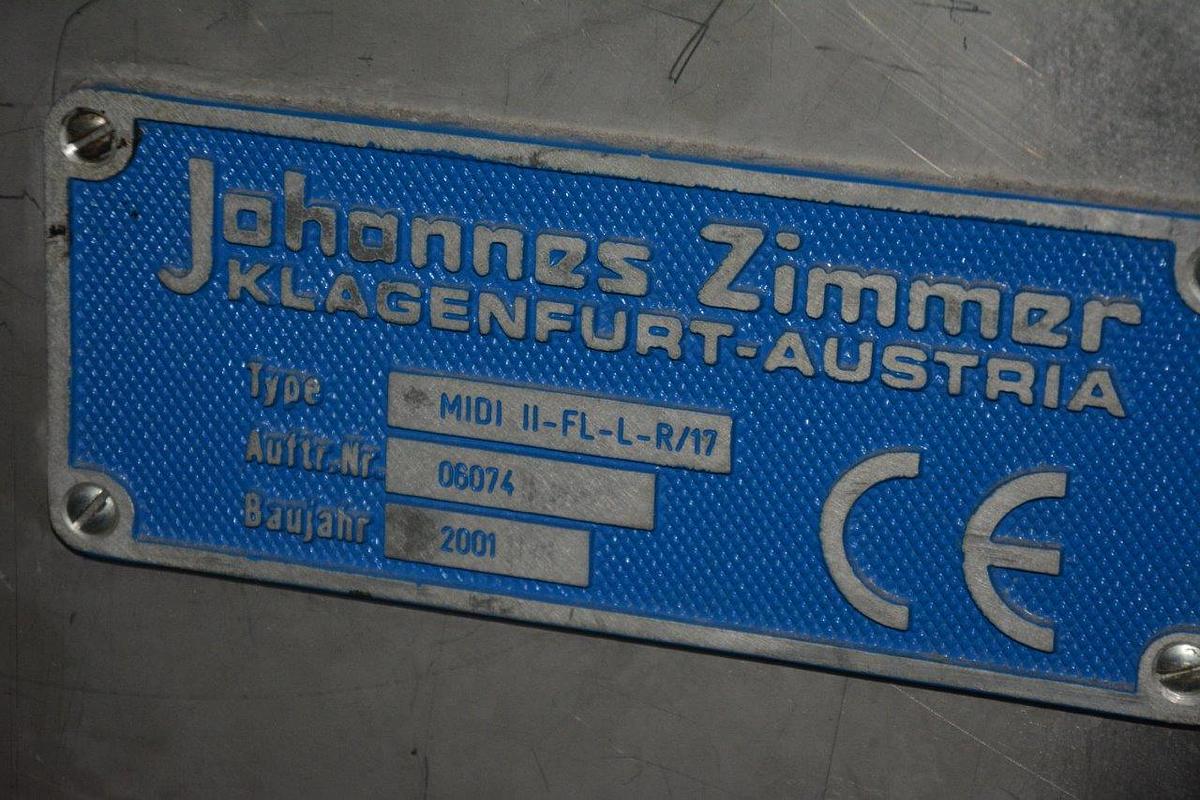 Johannes Zimmer
KLAGENFURT-AUSTRIA
Type MIDI II-FL-L-R/17
Auftr.Nr. 06074
Baujahr 2001
CE